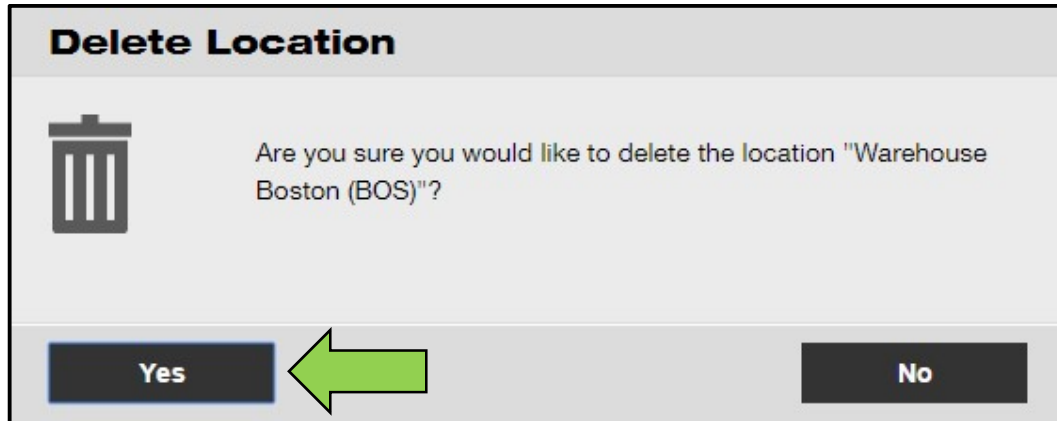 Delete Location
Are you sure you would like to delete the location "Warehouse
Boston (BOS)"?
Yes
No